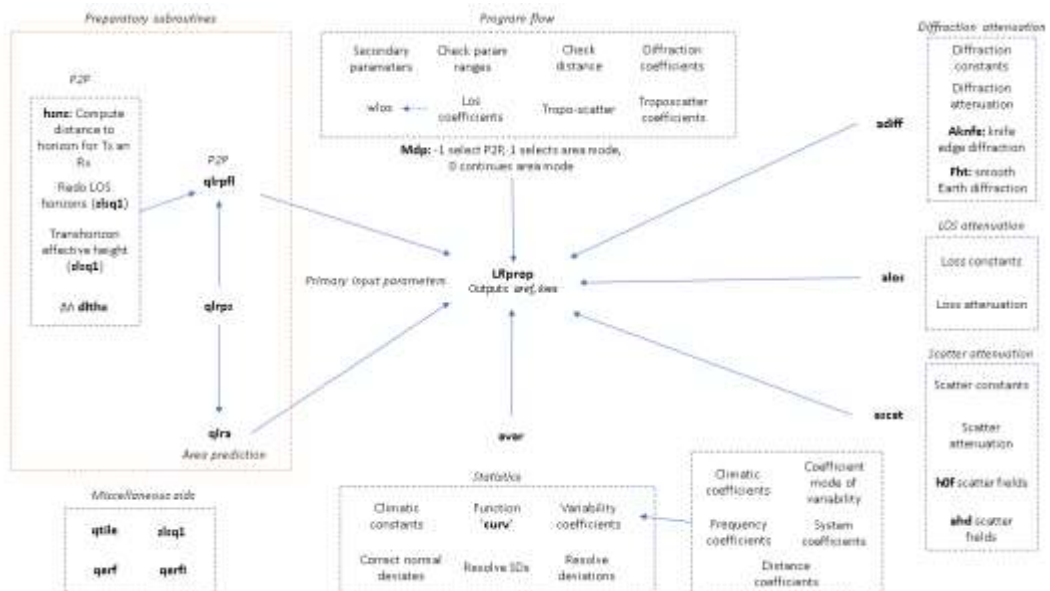 Preparatory subroutines
P2P
hzns: Compute
distance to
horizon for Tx an
Rx
Redo LOS
horizons (zlsq1)
Transhorizon
effective height
(zlsq1)
Δh dlthx
P2P
qlrpfl
qlrps
qlra
Area prediction
Miscellaneous aids
qtile zlsq1
qerf qerfi
Program flow
Secondary
parameters
Check param
ranges
Check
distance
Diffraction
coefficients
wlos
Los
coefficients
Tropo-scatter
Troposcatter
coefficients
Mdp: -1 select P2P, 1 selects area mode,
0 continues area mode
Primary input parameters
LRprop
Outputs: aref, kwx
avar
Statistics
Climatic
constants
Function
'curv'
Variability
coefficients
Correct normal
deviates
Resolve SDs
Resolve
deviations
Climatic
coefficients
Coefficient
mode of
variability
Frequency
coefficients
System
coefficients
Distance
coefficients
Diffraction attenuation
adiff
Diffraction
constants
Diffraction
attenuation
Aknfe: knife
edge diffraction
Fht: smooth
Earth diffraction
LOS attenuation
alos
Loss constants
Loss attenuation
Scatter attenuation
ascat
Scatter constants
Scatter
attenuation
h0f scatter fields
ahd scatter
fields